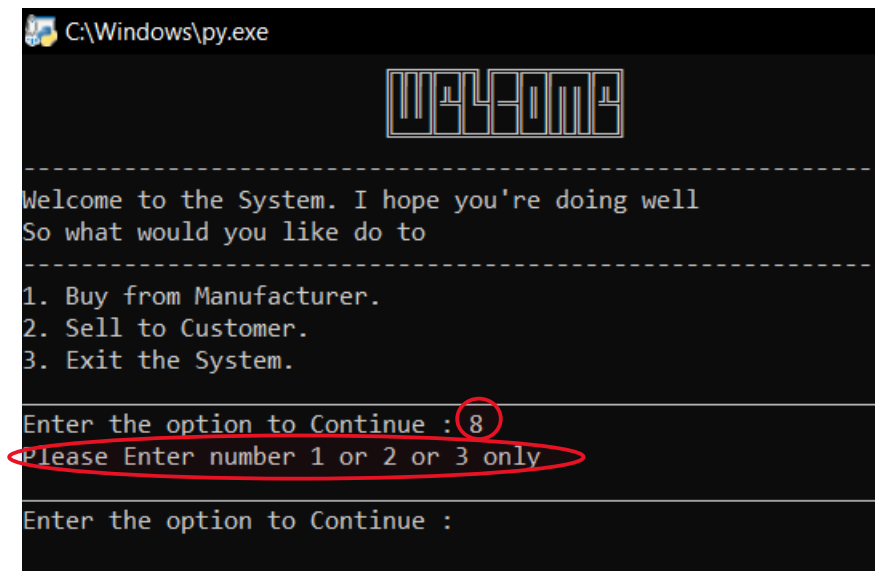 C:\Windows\py.exe
Welcome
------------------------------------------------------------
Welcome to the System. I hope you're doing well
So what would you like do to
------------------------------------------------------------
1. Buy from Manufacturer.
2. Sell to Customer.
3. Exit the System.
Enter the option to Continue : 8
Please Enter number 1 or 2 or 3 only
Enter the option to Continue :